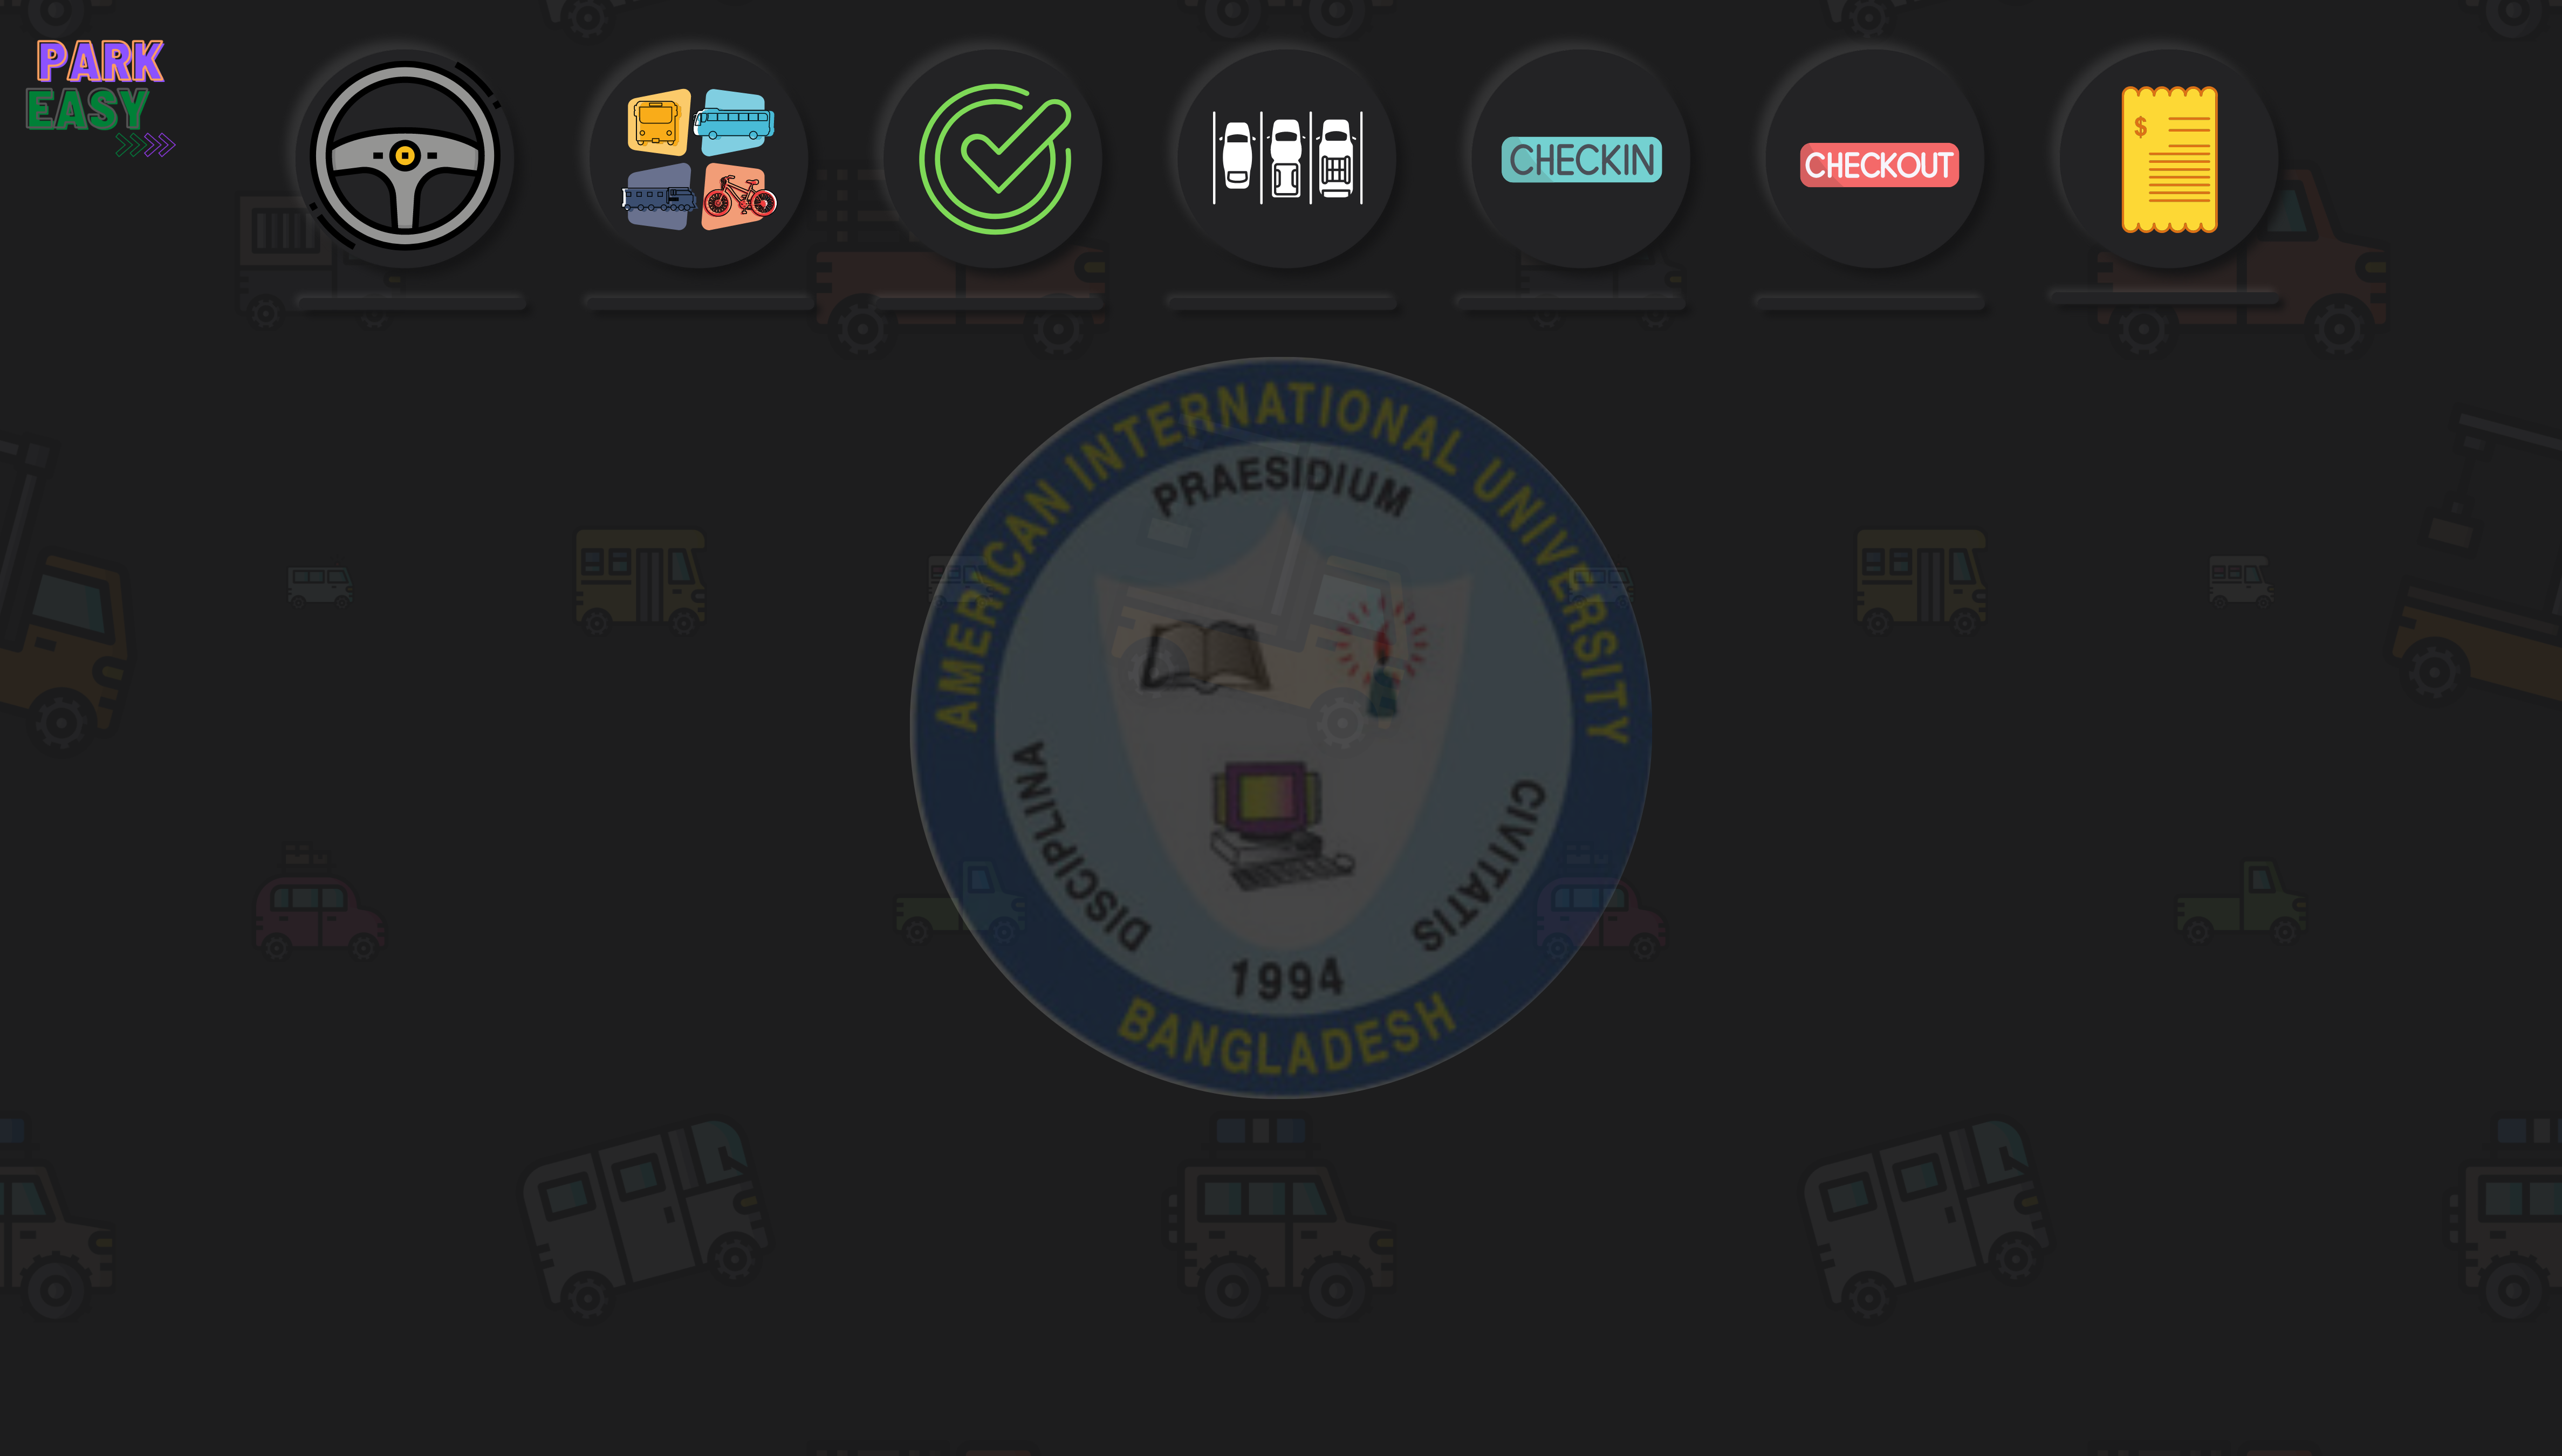 PARK
EASY
CHECKIN
CHECKOUT
$
AMERICAN INTERNATIONAL UNIVERSITY
PRAESIDIUM
DISCIPLINA
CIVITATIS
1994
BANGLADESH